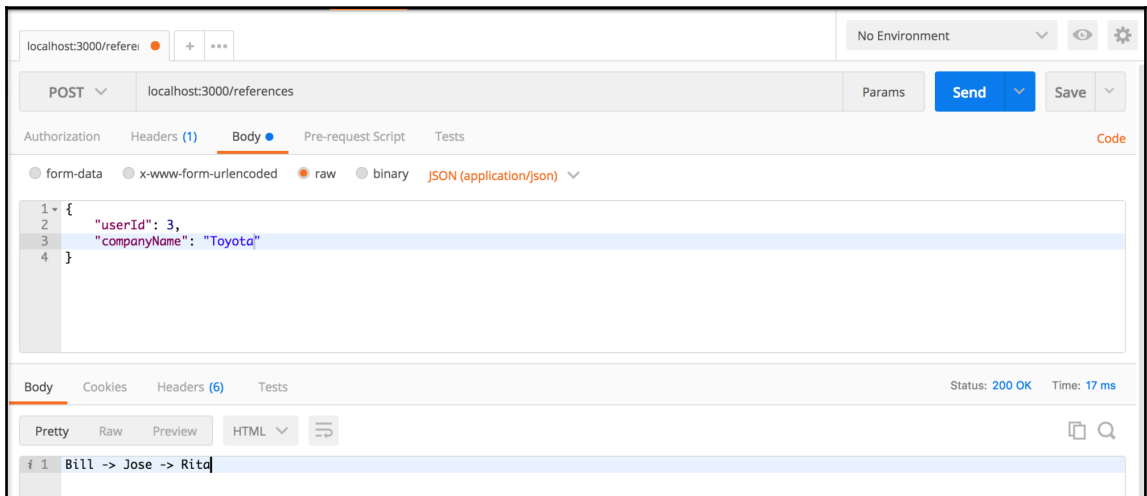 No Environment
localhost:3000/referei + •••
POST localhost:3000/references Params Send Save
Authorization Headers (1) Body Pre-request Script Tests Code
form-data x-www-form-urlencoded raw binary JSON (application/json)
1 {
2 "userId": 3,
3 "companyName": "Toyota"
4 }
Body Cookies Headers (6) Tests Status: 200 OK Time: 17 ms
Pretty Raw Preview HTML
i 1 Bill -> Jose -> Rita